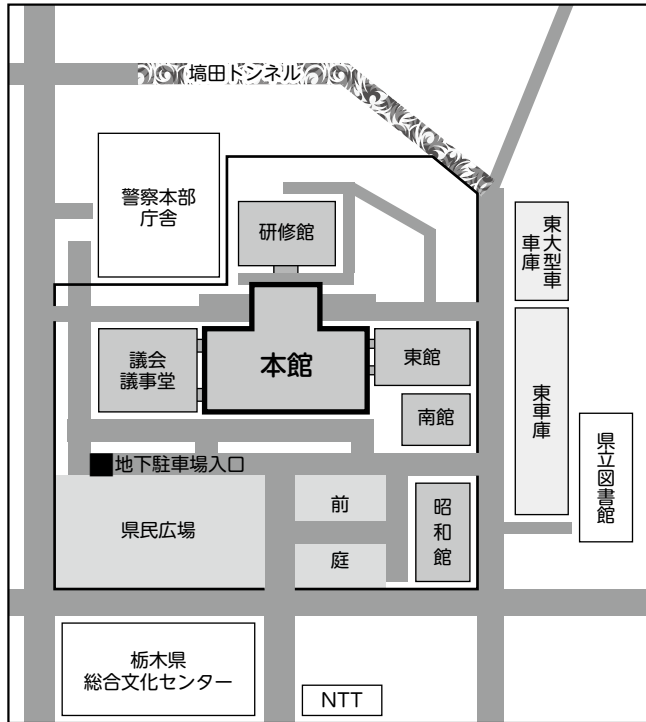 塙田トンネル
警察本部
庁舎
研修館
東大型車
車庫
議会
議事堂
本館
東館
南館
東車庫
県立図書館
地下駐車場入口
県民広場
前
庭
昭和館
栃木県
総合文化センター
NTT